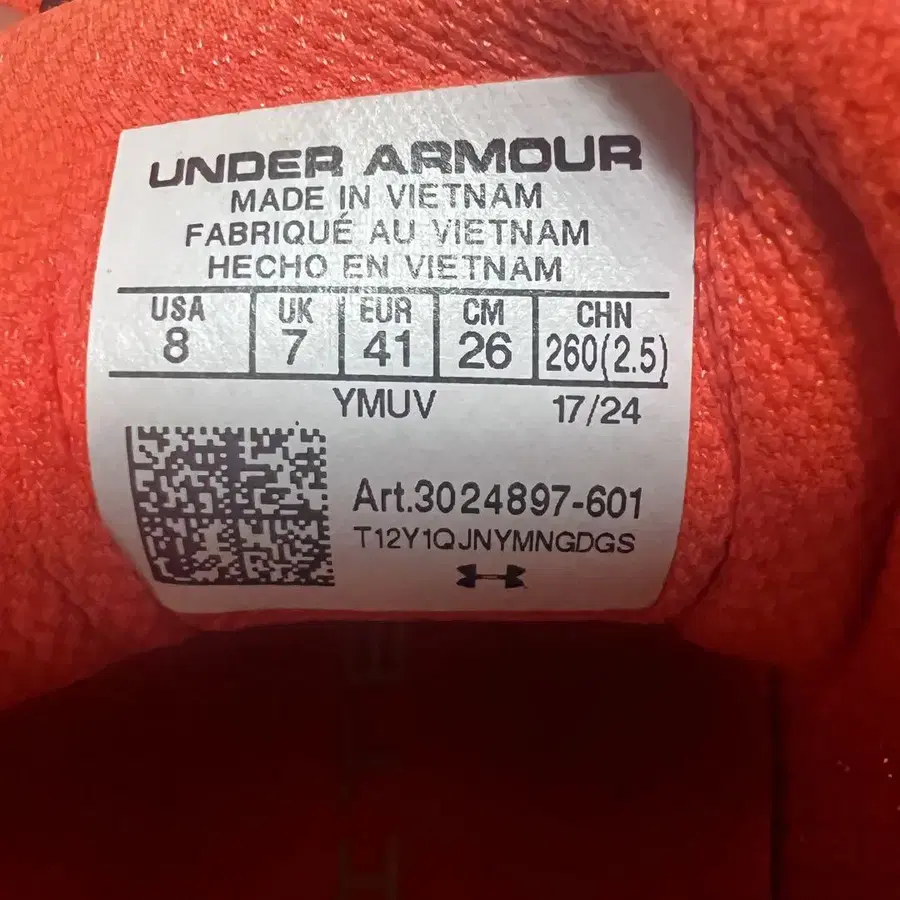 UNDER ARMOUR
MADE IN VIETNAM
FABRIQUÉ AU VIETNAM
HECHO EN VIETNAM
USA UK EUR CM CHN
8 7 41 26 260(2.5)
YMUV 17/24
Art.3024897-601
T12Y1QJNYMNGDGS